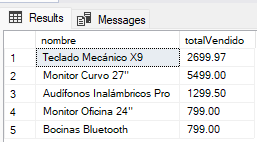 Results Messages
nombre totalVendido
1 Teclado Mecánico X9 2699.97
2 Monitor Curvo 27" 5499.00
3 Audífonos Inalámbricos Pro 1299.50
4 Monitor Oficina 24" 799.00
5 Bocinas Bluetooth 799.00